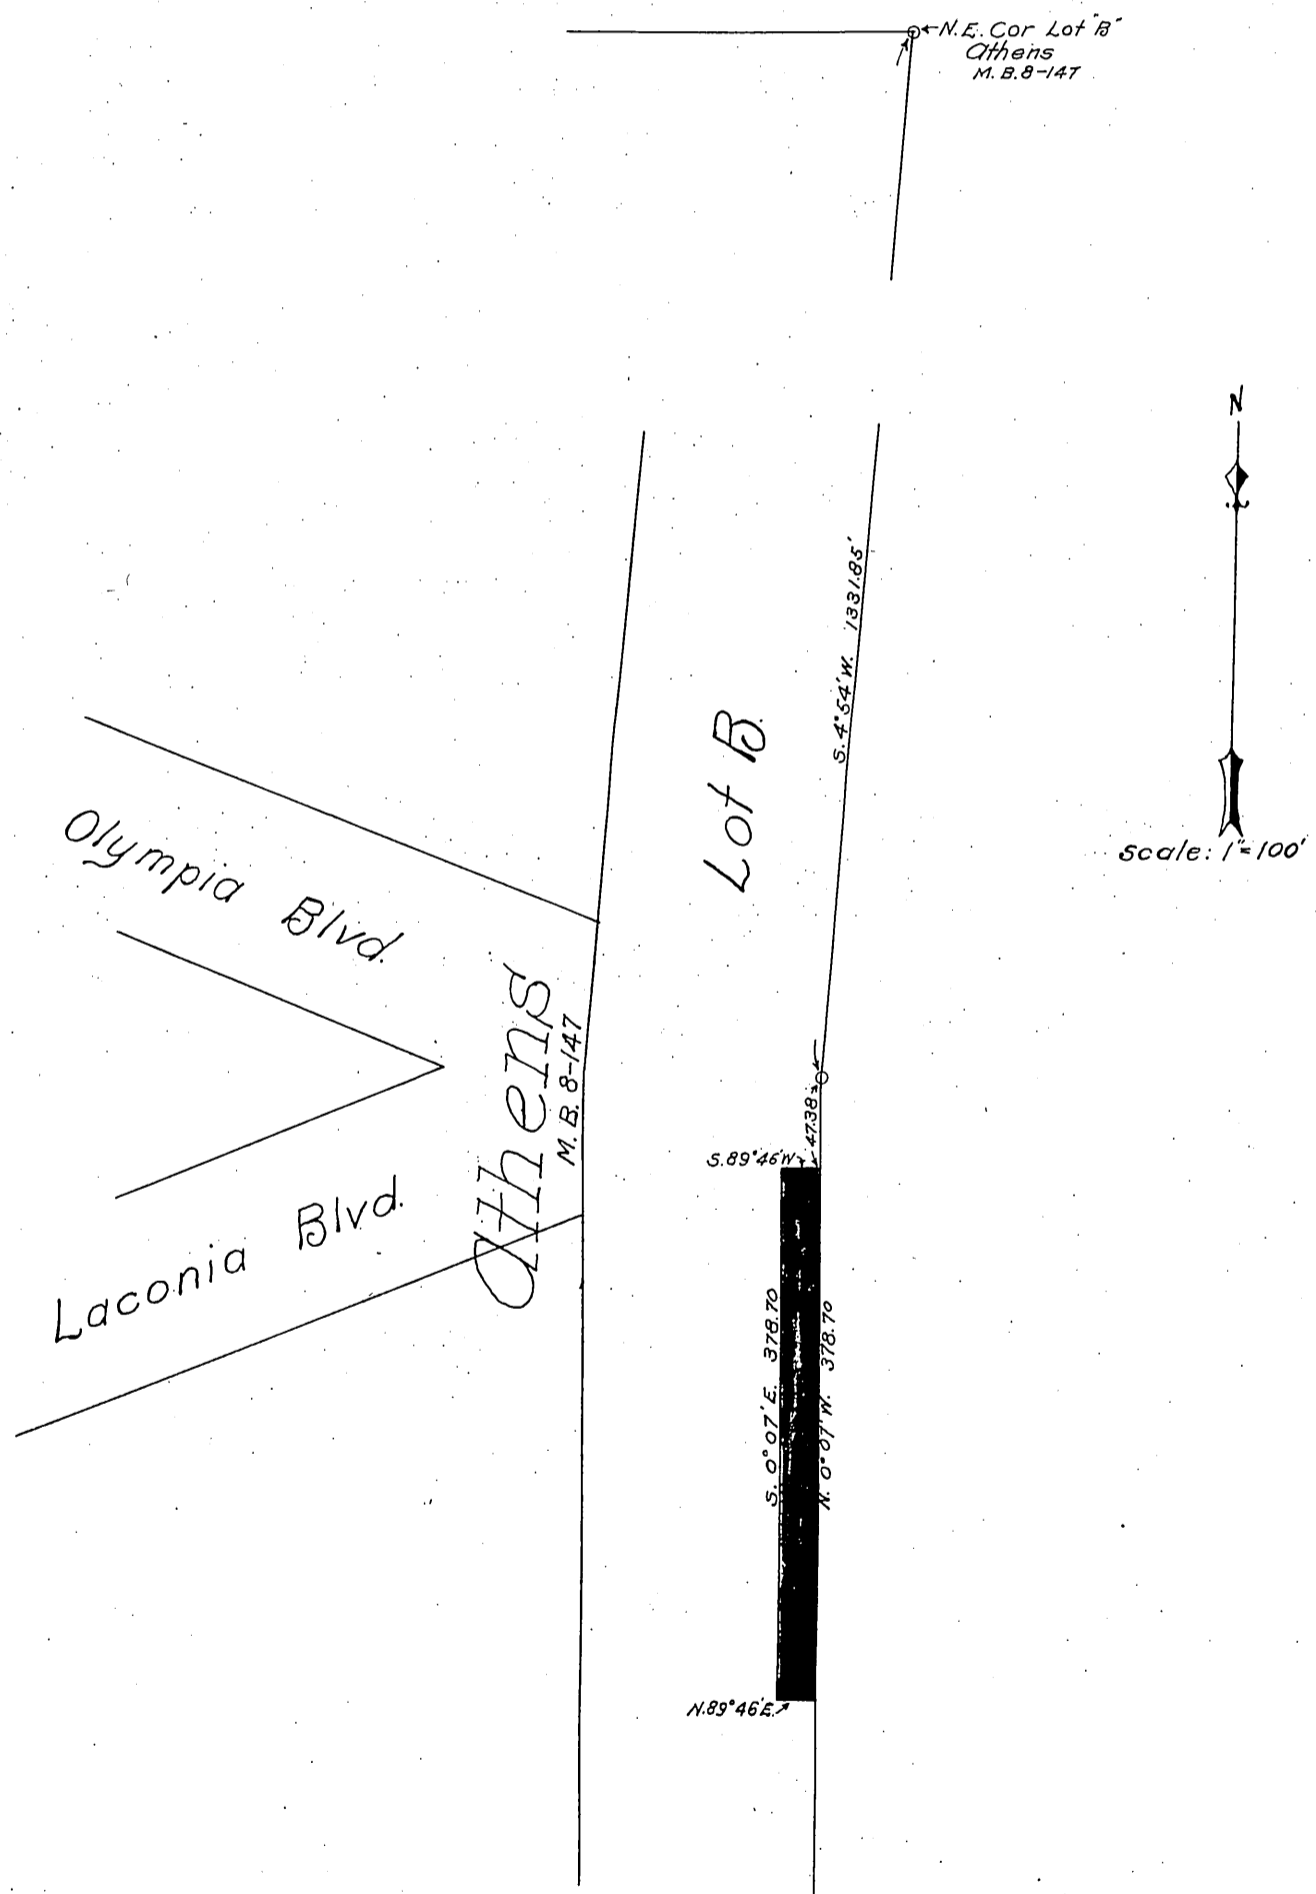 N.E. Cor Lot "B"
Athens
M.B.8-147
N
Scale: 1"=100'
S. 4°54' W. 1331.85'
Lot B.
Olympia Blvd.
Athens
M.B. 8-147
47.38
S.89°46'W
Laconia Blvd.
S. 0°07' E. 378.70
N. 0°07' W. 378.70
N.89°46'E.